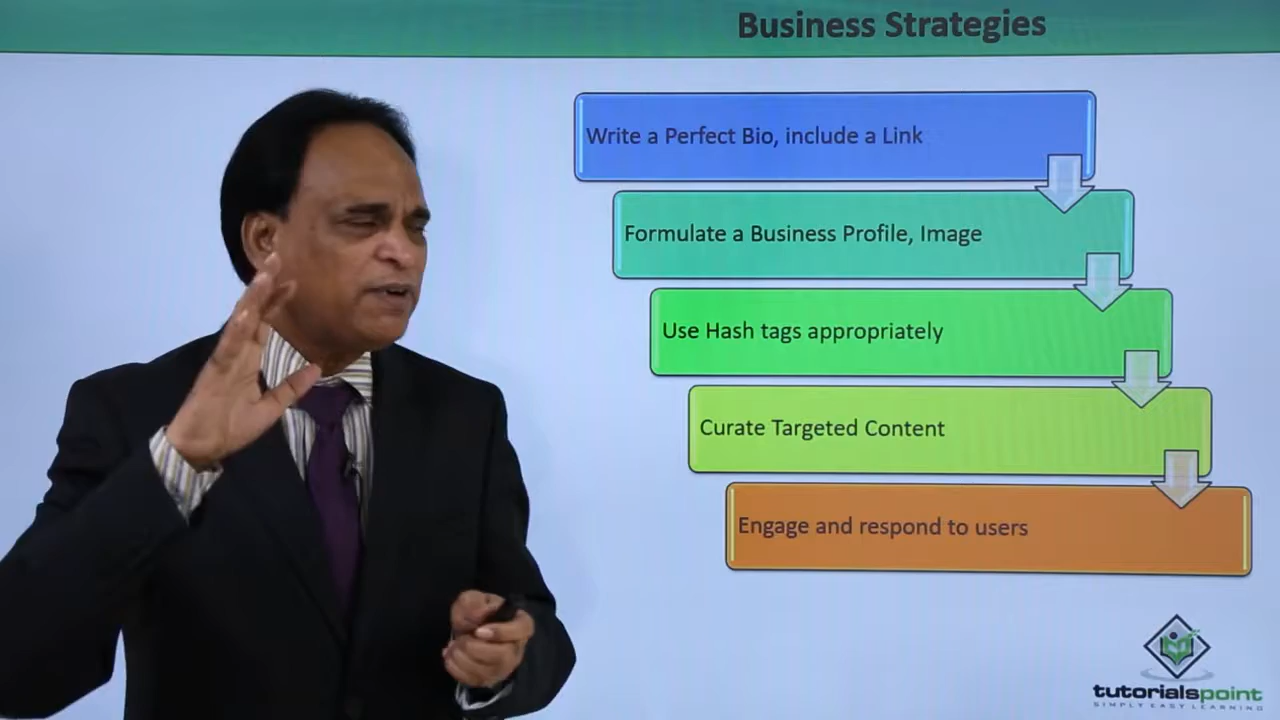 Business Strategies
Write a Perfect Bio, include a Link
Formulate a Business Profile, Image
Use Hash tags appropriately
Curate Targeted Content
Engage and respond to users
tutorialspoint
SIMPLY EASY LEARNING